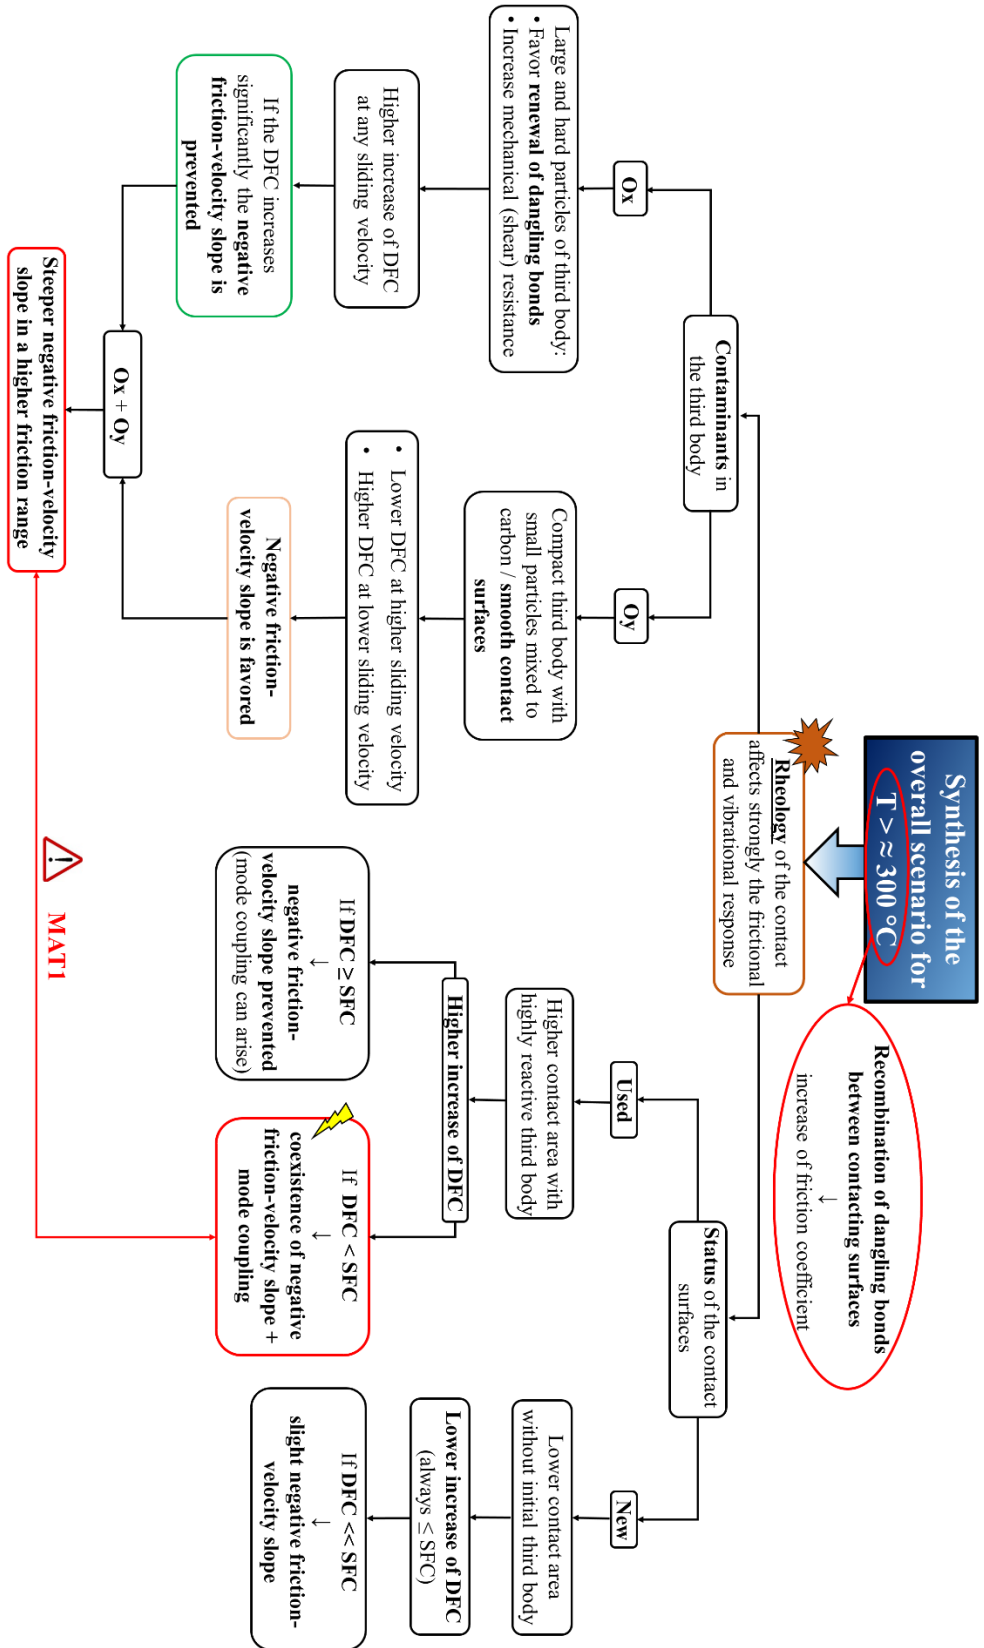 Synthesis of the
overall scenario for
T > ≈ 300 °C
Recombination of dangling bonds
between contacting surfaces
↓
increase of friction coefficient
Rheology of the contact
affects strongly the frictional
and vibrational response
Contaminants in
the third body
Status of the contact
surfaces
Ox
Oy
Used
New
Large and hard particles of third body:
• Favor renewal of dangling bonds
• Increase mechanical (shear) resistance
Compact third body with
small particles mixed to
carbon / smooth contact
surfaces
Higher contact area with
highly reactive third body
Lower contact area
without initial third body
Higher increase of DFC
at any sliding velocity
• Lower DFC at higher sliding velocity
• Higher DFC at lower sliding velocity
Higher increase of DFC
Lower increase of DFC
(always ≤ SFC)
If the DFC increases
significantly the negative
friction-velocity slope is
prevented
Negative friction-
velocity slope is favored
If DFC ≥ SFC
↓
negative friction-
velocity slope prevented
(mode coupling can arise)
If DFC < SFC
↓
coexistence of negative
friction-velocity slope +
mode coupling
If DFC << SFC
↓
slight negative friction-
velocity slope
Ox + Oy
Steeper negative friction-velocity
slope in a higher friction range
!
MAT1